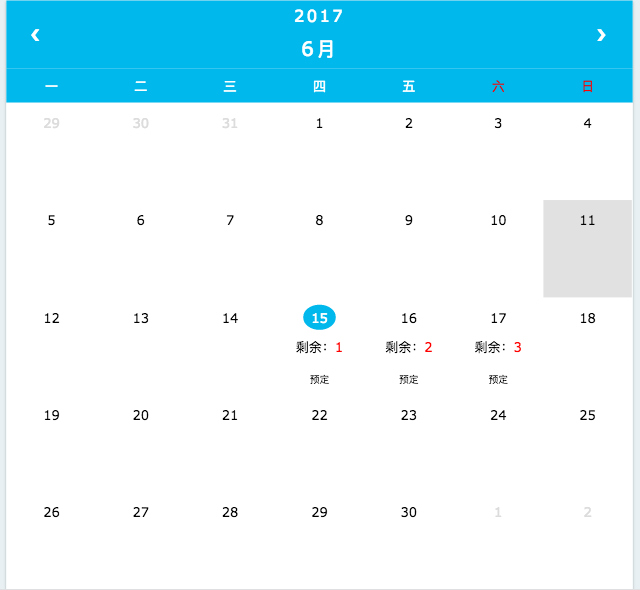 2017
‹ 6月 ›
一 二 三 四 五 六 日
29 30 31 1 2 3 4
5 6 7 8 9 10 11
12 13 14 15 16 17 18
剩余：1 剩余：2 剩余：3
预定 预定 预定
19 20 21 22 23 24 25
26 27 28 29 30 1 2